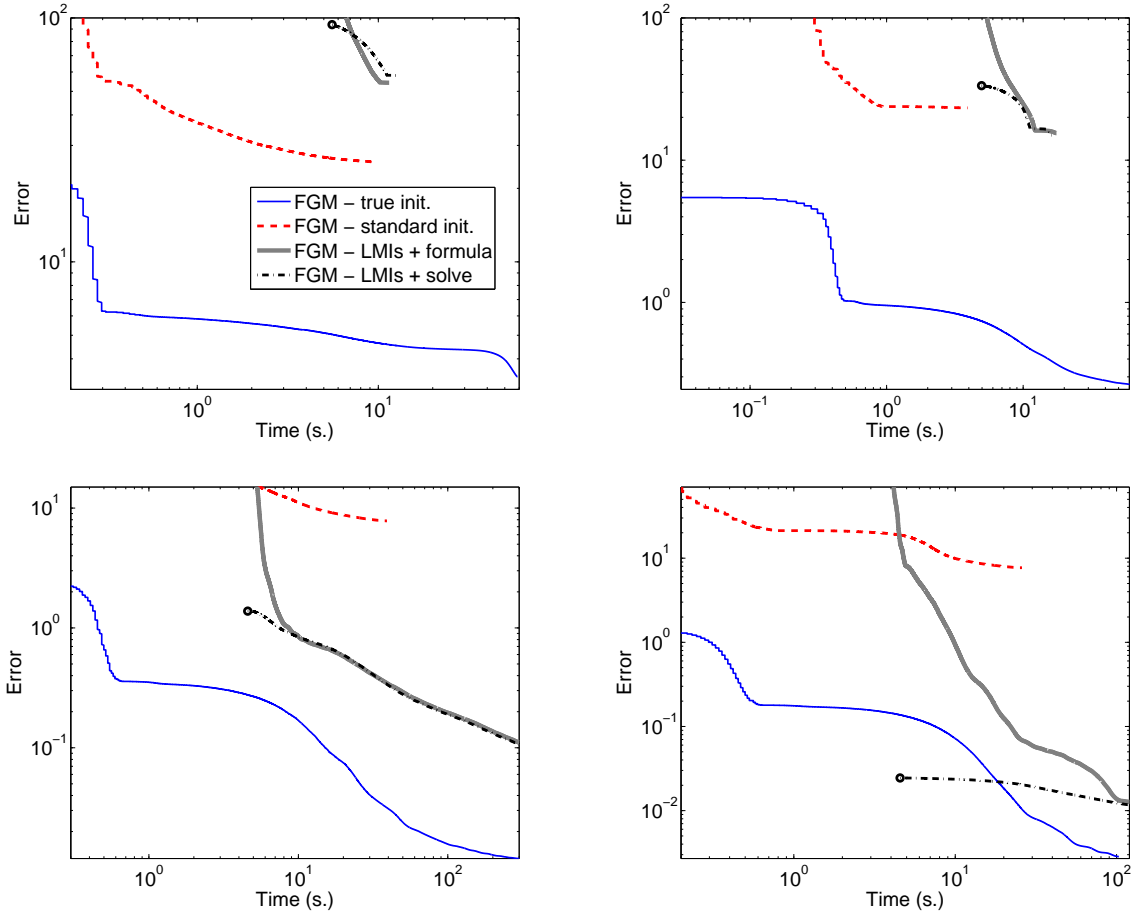 10^2
10^1
Error
10^0
10^1
Time (s.)
FGM – true init.
FGM – standard init.
FGM – LMIs + formula
FGM – LMIs + solve
10^2
10^1
10^0
Error
10^−1
10^0
10^1
Time (s.)
10^1
10^0
10^−1
Error
10^0
10^1
10^2
Time (s.)
10^1
10^0
10^−1
10^−2
Error
10^0
10^1
10^2
Time (s.)